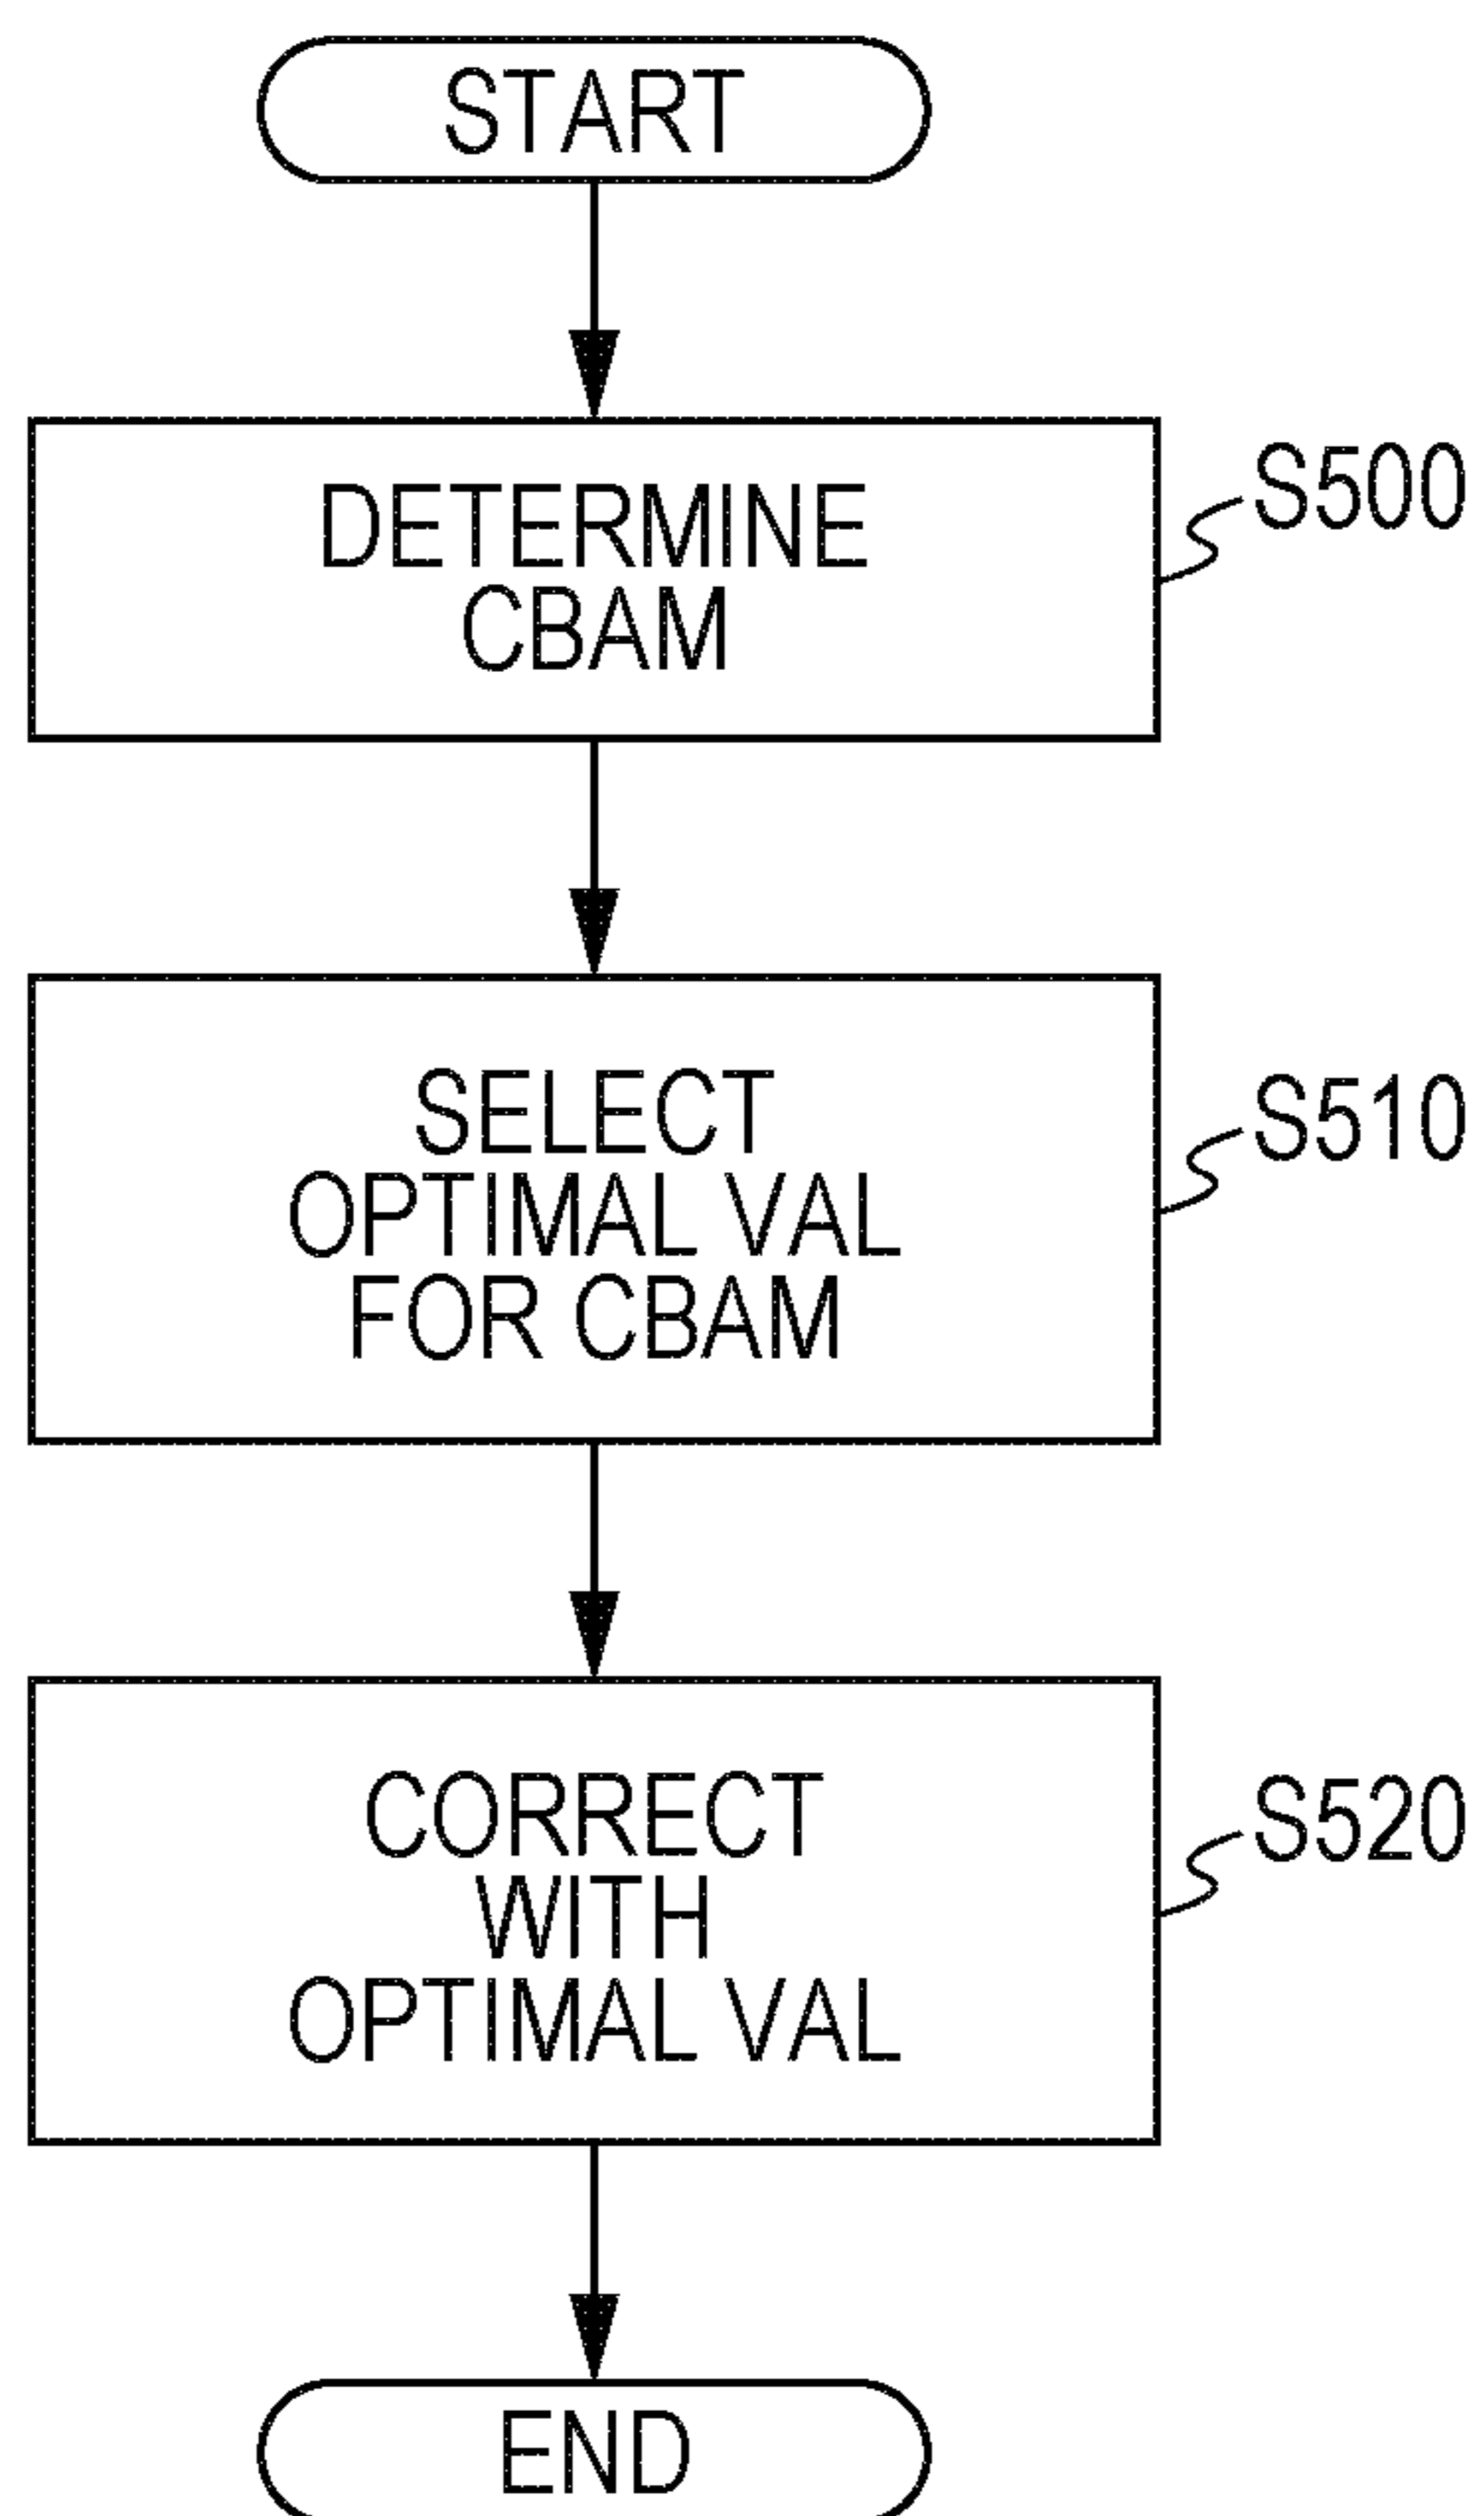 START
DETERMINE
CBAM
S500
SELECT
OPTIMAL VAL
FOR CBAM
S510
CORRECT
WITH
OPTIMAL VAL
S520
END